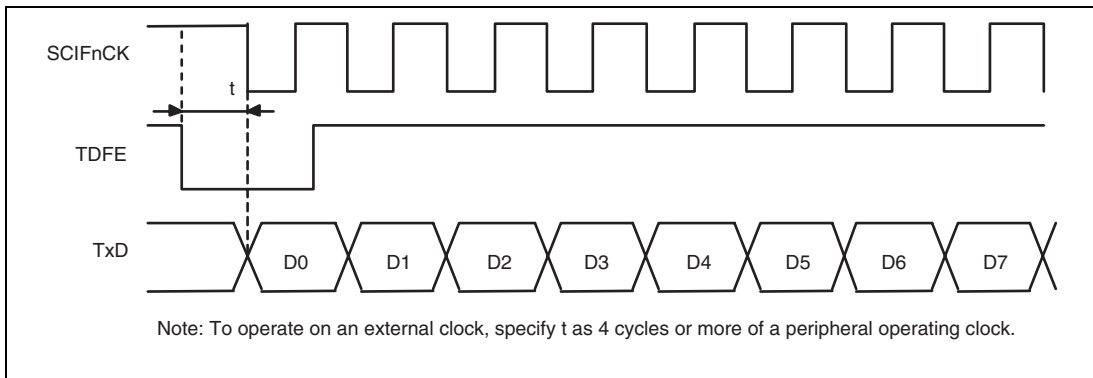 SCIFnCK
t
TDFE
TxD
D0 D1 D2 D3 D4 D5 D6 D7
Note: To operate on an external clock, specify t as 4 cycles or more of a peripheral operating clock.